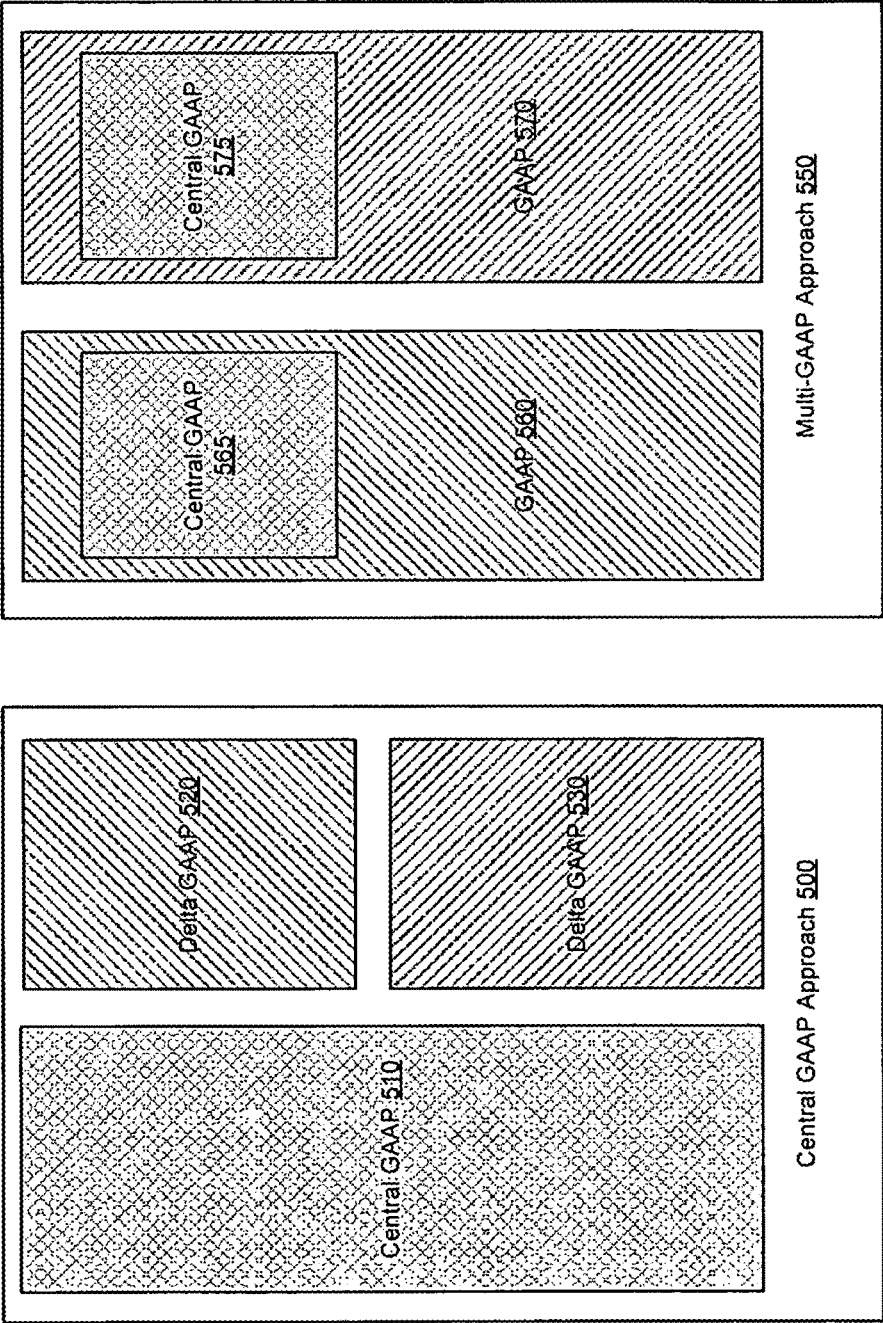 Central GAAP 510
Delta GAAP 520
Delta GAAP 530
Central GAAP Approach 500
Central GAAP
565
GAAP 560
Central GAAP
575
GAAP 570
Multi-GAAP Approach 550